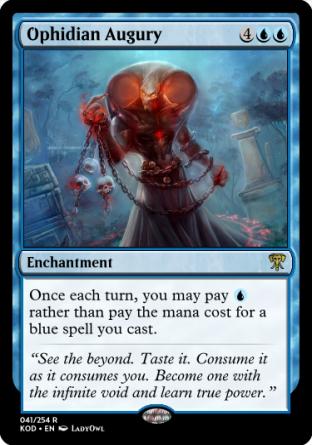 Ophidian Augury 4
Enchantment
Once each turn, you may pay
rather than pay the mana cost for a
blue spell you cast.
“See the beyond. Taste it. Consume it
as it consumes you. Become one with
the infinite void and learn true power.”
041/254 R
KOD • EN LadyOwl